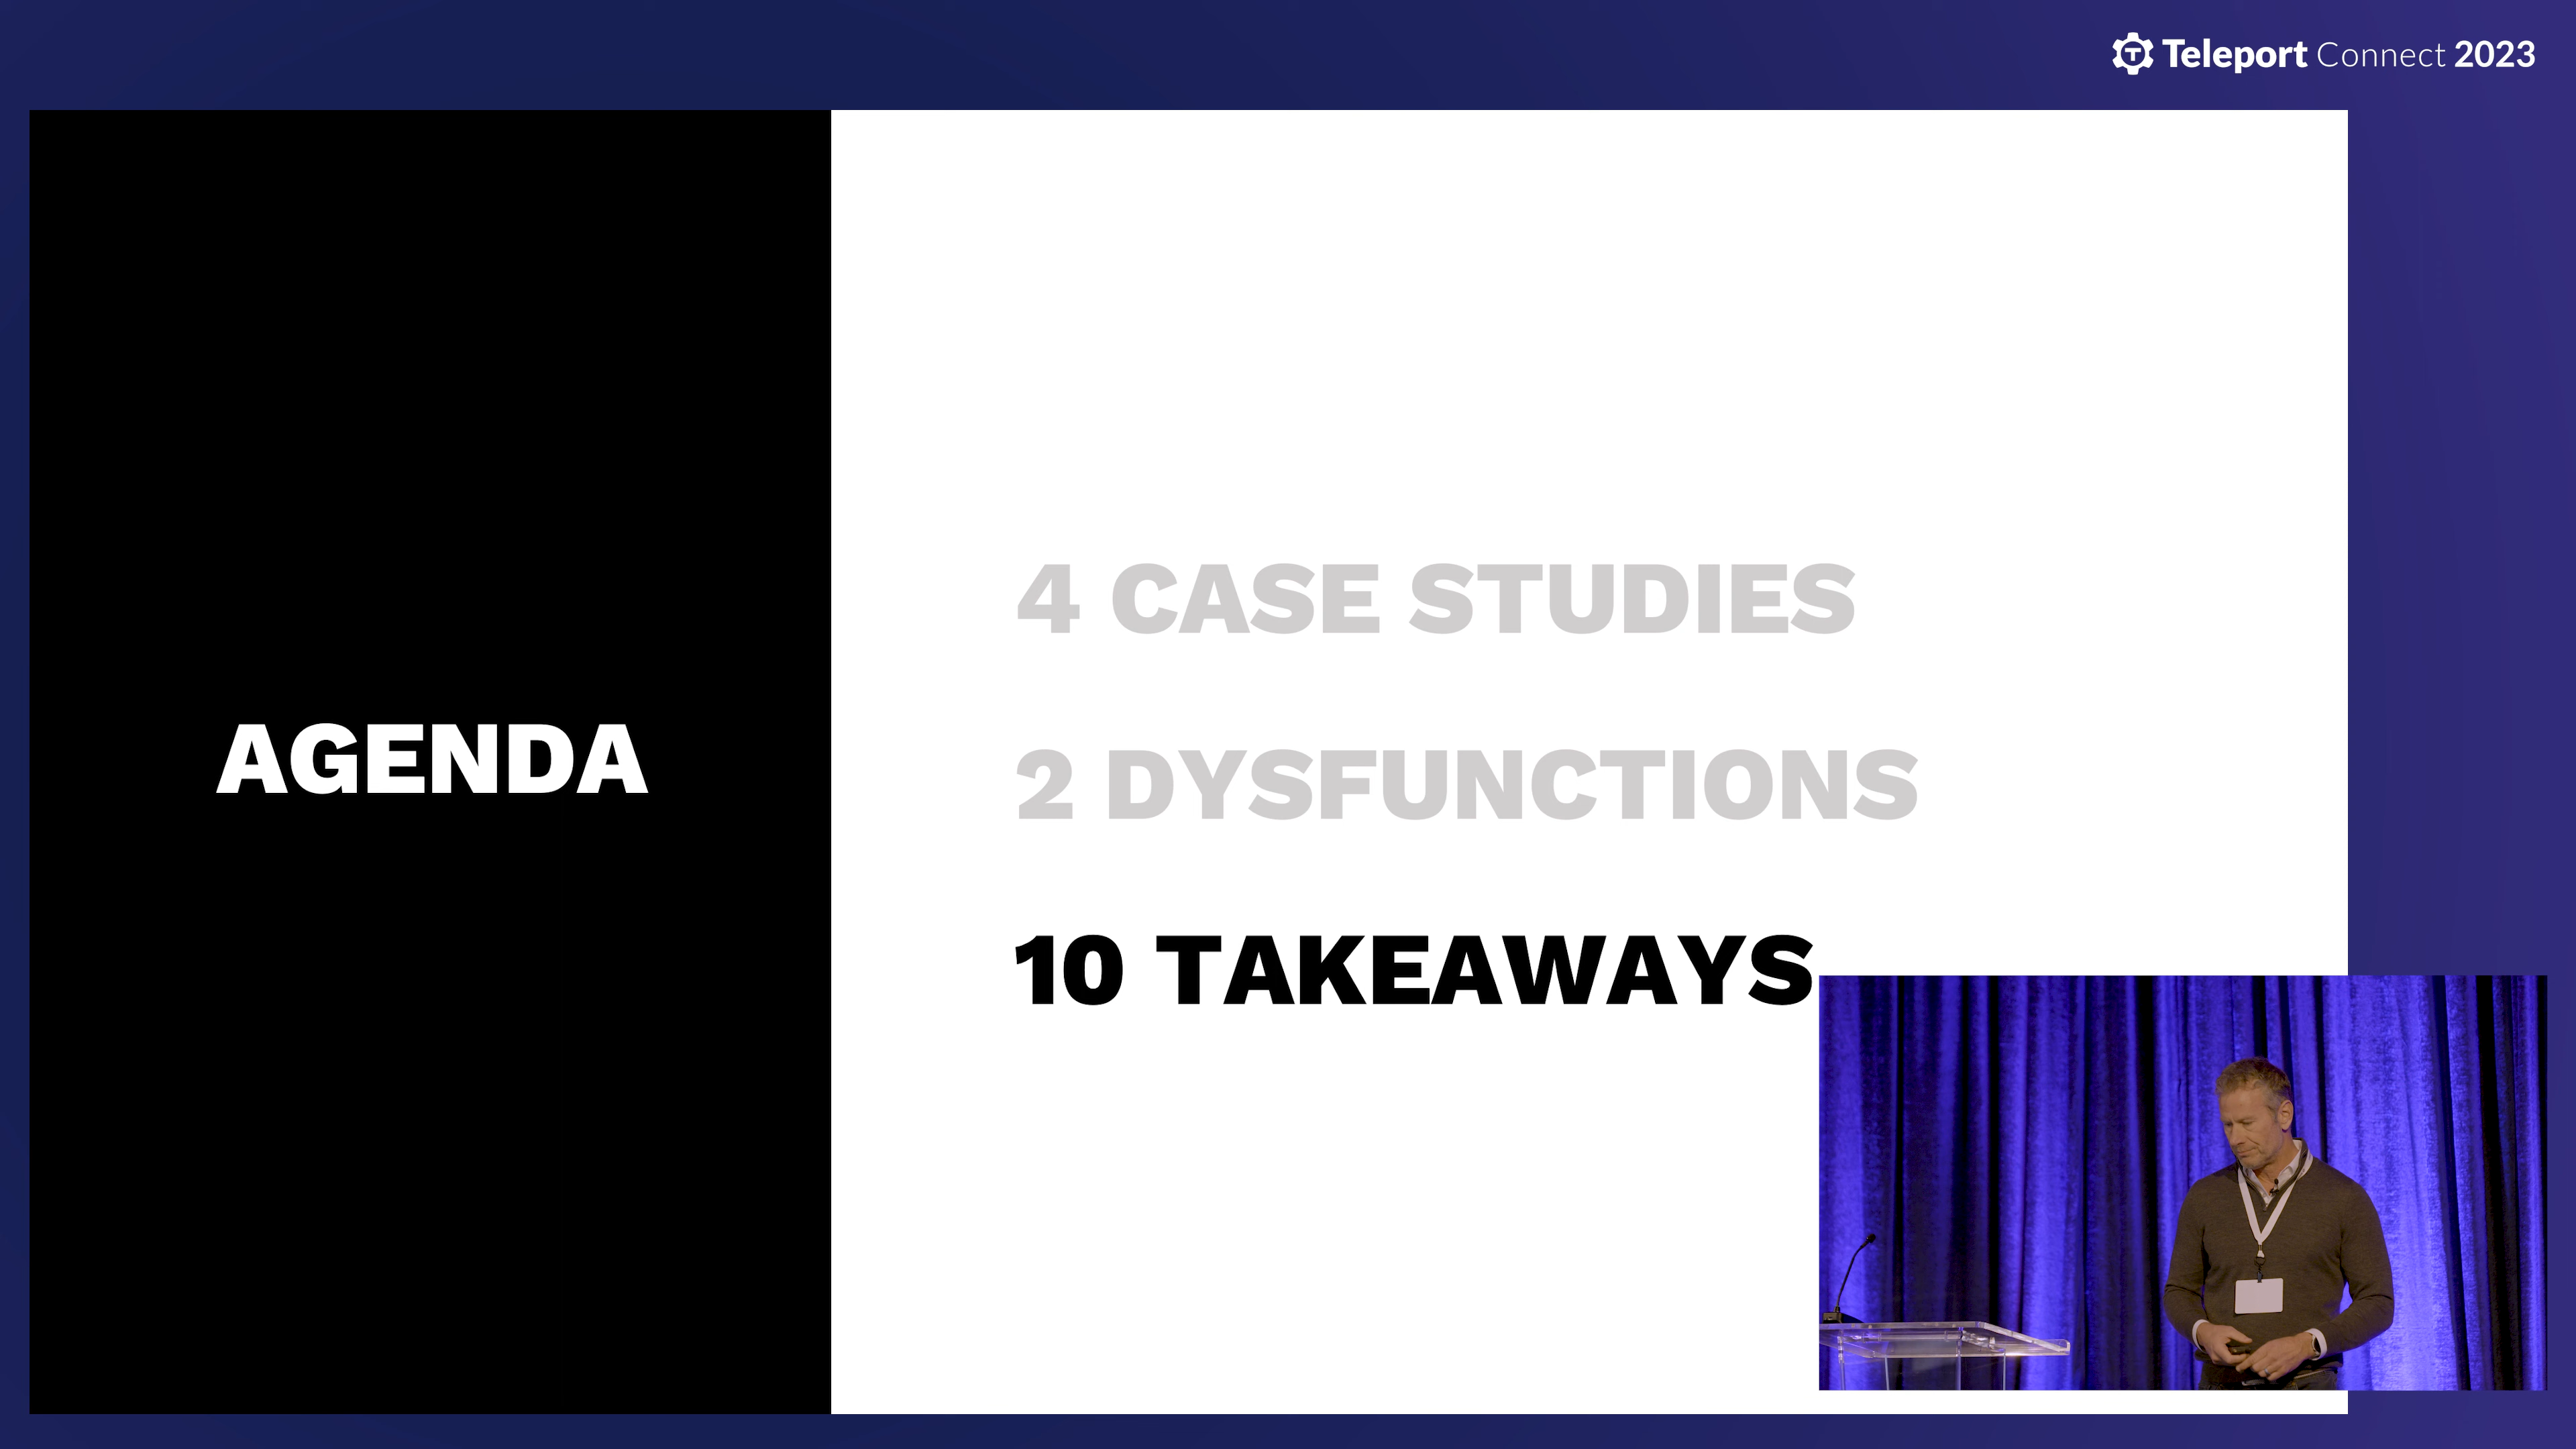 Teleport Connect 2023
AGENDA
4 CASE STUDIES
2 DYSFUNCTIONS
10 TAKEAWAYS